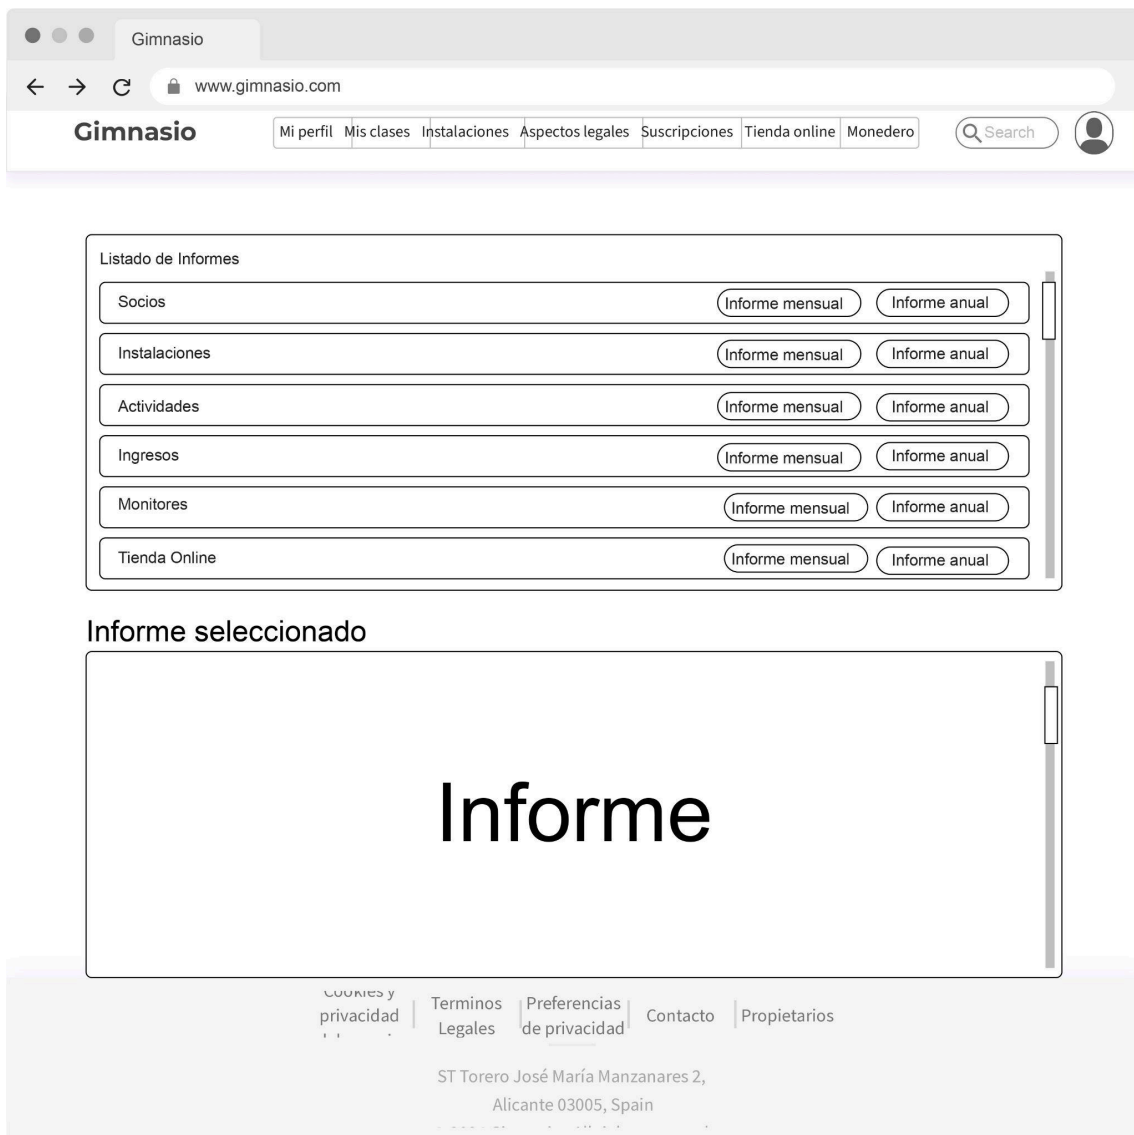 Gimnasio
www.gimnasio.com
Gimnasio Mi perfil Mis clases Instalaciones Aspectos legales Suscripciones Tienda online Monedero Search
Listado de Informes
Socios Informe mensual Informe anual
Instalaciones Informe mensual Informe anual
Actividades Informe mensual Informe anual
Ingresos Informe mensual Informe anual
Monitores Informe mensual Informe anual
Tienda Online Informe mensual Informe anual
Informe seleccionado
Informe
Cookies y
privacidad
Terminos
Legales
Preferencias
de privacidad
Contacto
Propietarios
ST Torero José María Manzanares 2,
Alicante 03005, Spain